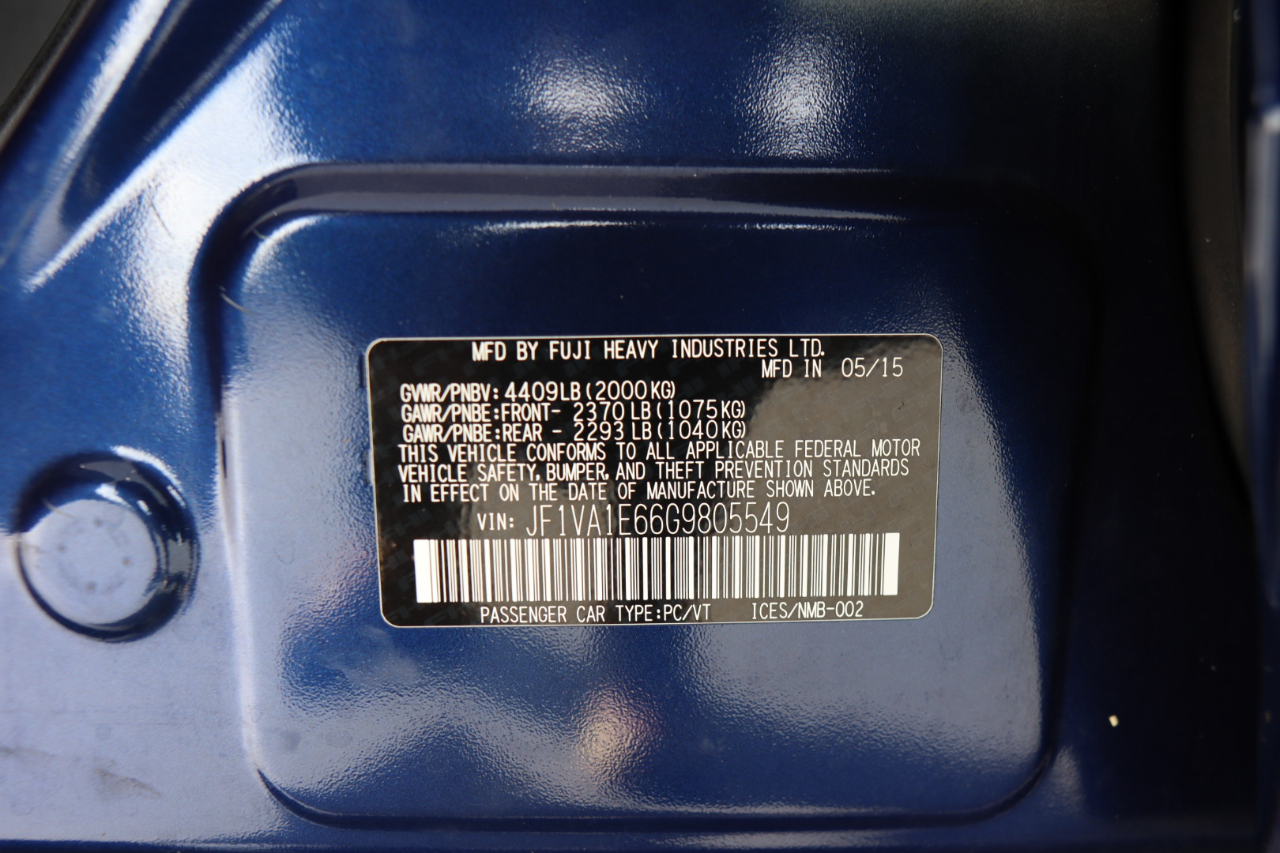 MFD BY FUJI HEAVY INDUSTRIES LTD.
MFD IN 05/15
GVWR/PNBV: 4409LB(2000KG)
GAWR/PNBE:FRONT- 2370LB(1075KG)
GAWR/PNBE:REAR - 2293LB(1040KG)
THIS VEHICLE CONFORMS TO ALL APPLICABLE FEDERAL MOTOR
VEHICLE SAFETY, BUMPER, AND THEFT PREVENTION STANDARDS
IN EFFECT ON THE DATE OF MANUFACTURE SHOWN ABOVE.
VIN: JF1VA1E66G9805549
PASSENGER CAR TYPE:PC/VT ICES/NMB-002